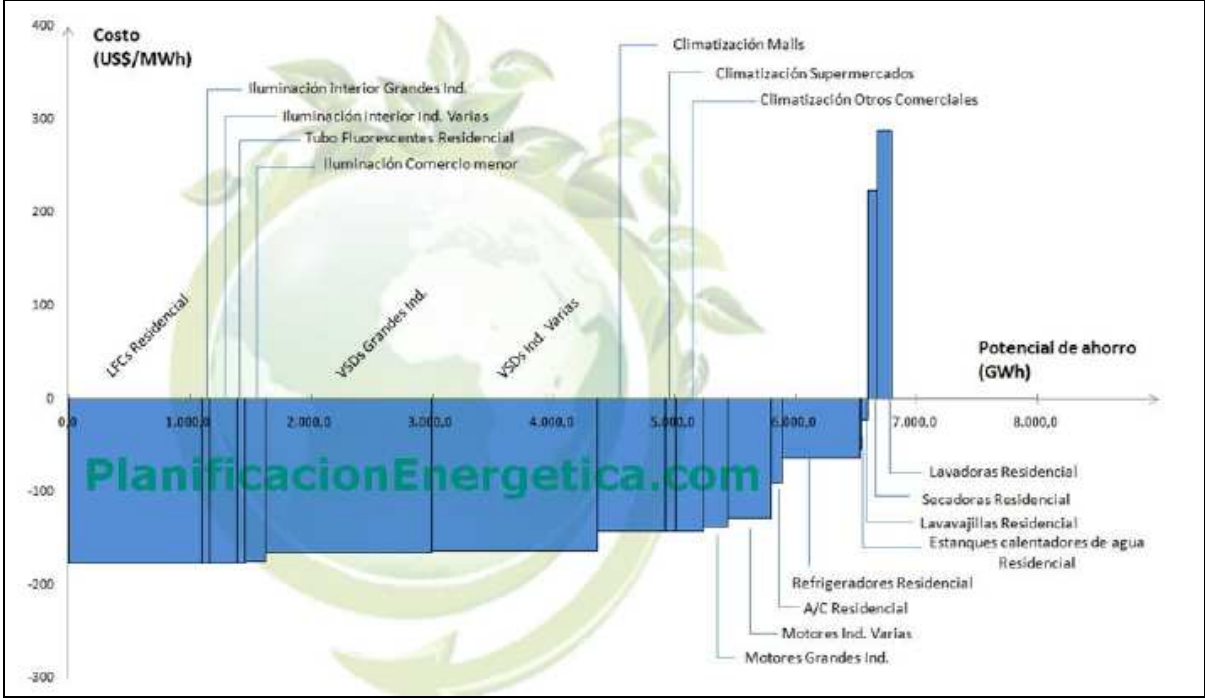 400
Costo
(US$/MWh)
Climatización Malls
Climatización Supermercados
Climatización Otros Comerciales
Iluminación Interior Grandes Ind.
Iluminación Interior Ind. Varias
Tubo Fluorescentes Residencial
Iluminación Comercio menor
300
200
100
LFCs Residencial
VSDs Grandes Ind.
VSDs Ind. Varias
Potencial de ahorro
(GWh)
0
0,0 1.000,0 2.000,0 3.000,0 4.000,0 5.000,0 6.000,0 7.000,0 8.000,0
PlanificacionEnergetica.com
-100
Lavadoras Residencial
Secadoras Residencial
Lavavajillas Residencial
Estanques calentadores de agua
Residencial
-200
Refrigeradores Residencial
A/C Residencial
Motores Ind. Varias
Motores Grandes Ind.
-300